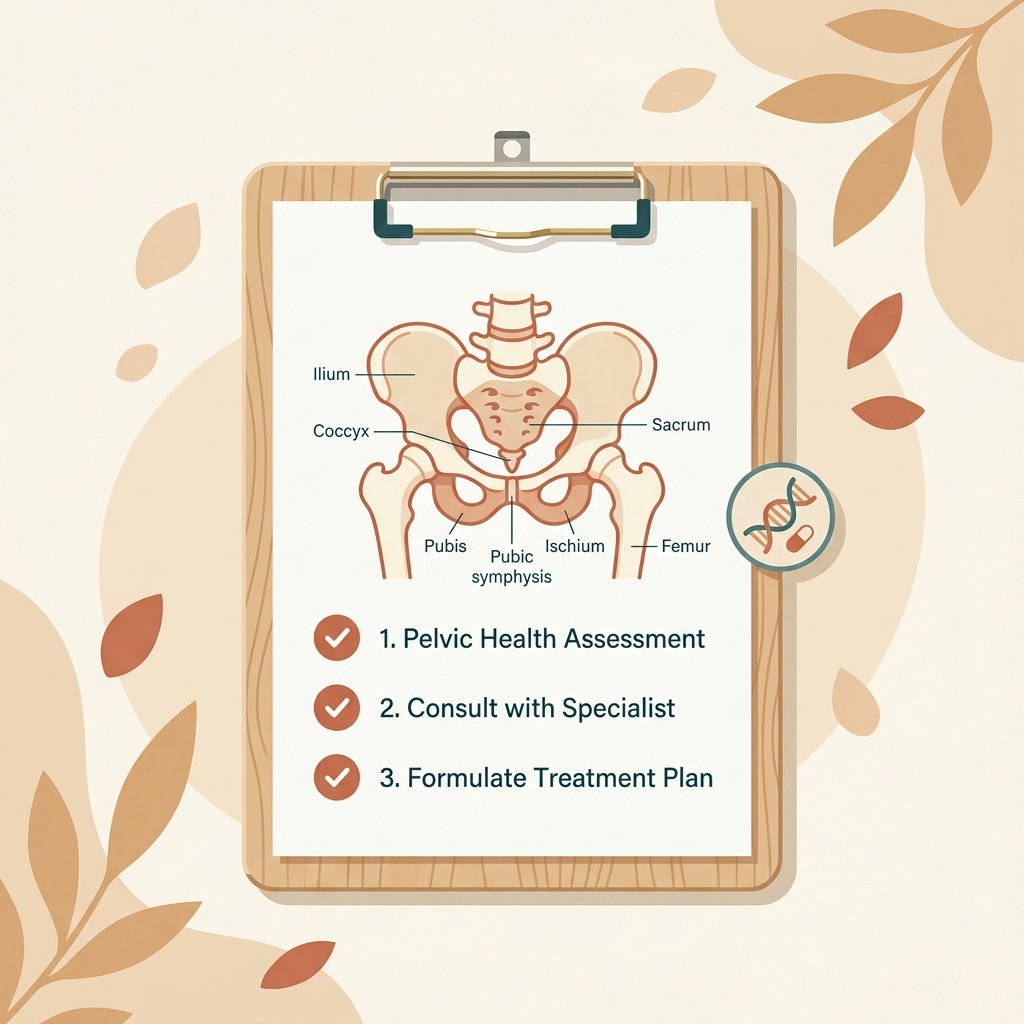 Ilium
Coccyx
Sacrum
Pubis
Pubic
symphysis
Ischium
Femur
1. Pelvic Health Assessment
2. Consult with Specialist
3. Formulate Treatment Plan